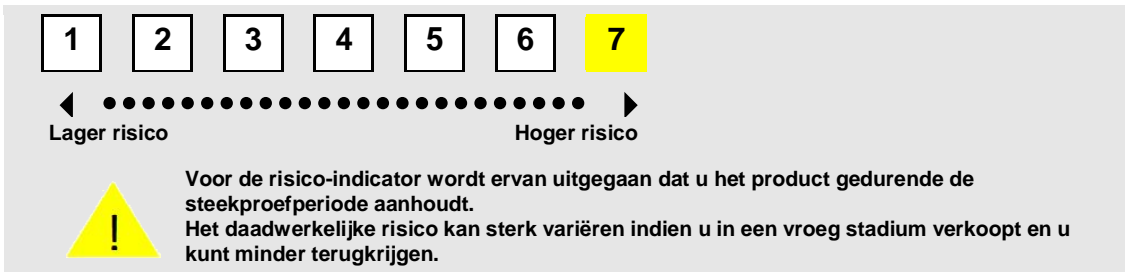 1 2 3 4 5 6 7
Lager risico Hoger risico
!
Voor de risico-indicator wordt ervan uitgegaan dat u het product gedurende de
steekproefperiode aanhoudt.
Het daadwerkelijke risico kan sterk variëren indien u in een vroeg stadium verkoopt en u
kunt minder terugkrijgen.